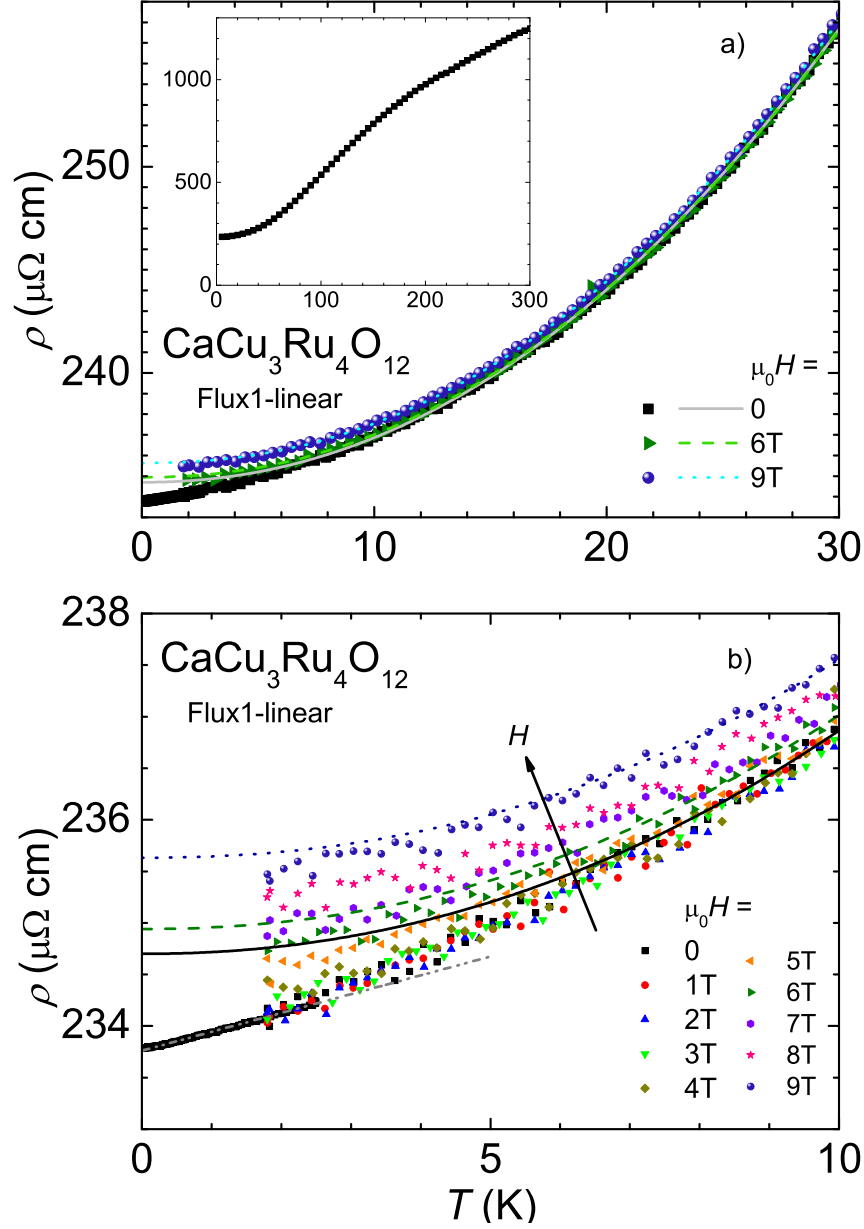 a)
1000
500
0
0 100 200 300
250
240
ρ (μΩ cm)
CaCu₃Ru₄O₁₂
Flux1-linear
μ₀H =
0
6T
9T
0 10 20 30
238
236
234
ρ (μΩ cm)
CaCu₃Ru₄O₁₂
b)
Flux1-linear
H
μ₀H =
0
1T
2T
3T
4T
5T
6T
7T
8T
9T
0 5 10
T (K)